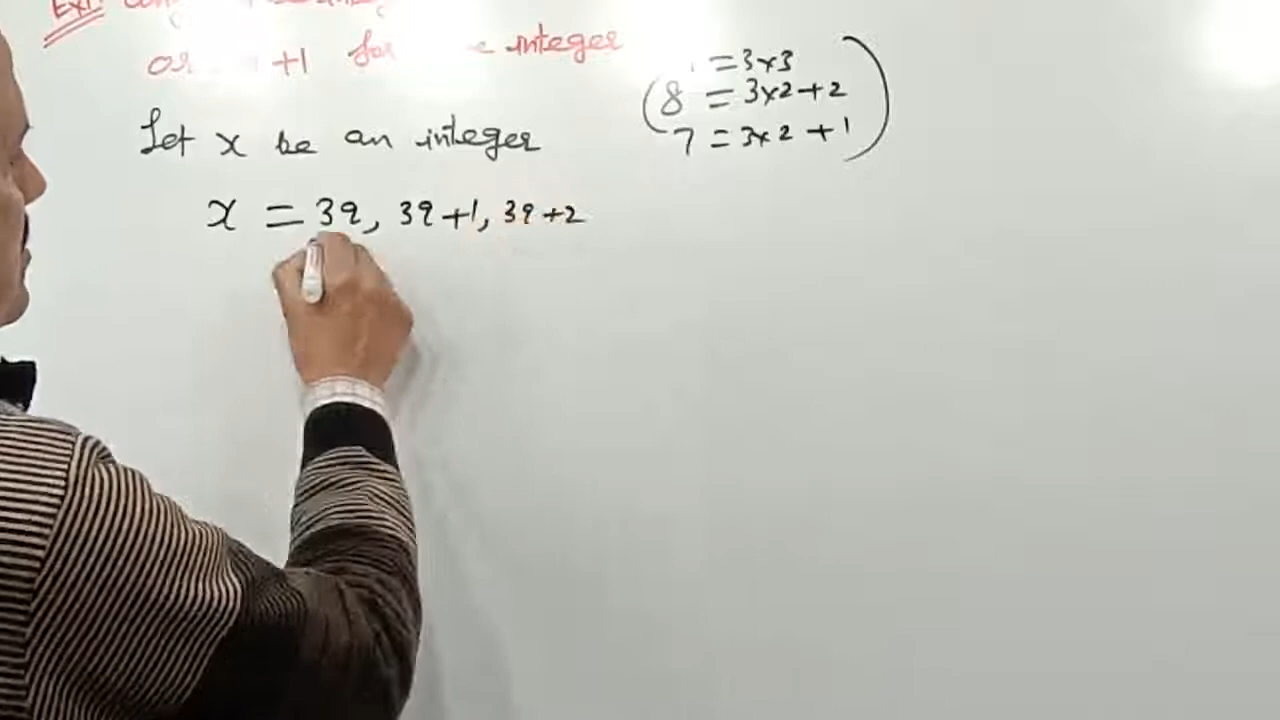 Ex1.
or +1 for integer
= 3×3
8 = 3×2+2
7 = 3×2+1
Let x be an integer
x = 3q, 3q+1, 3q+2